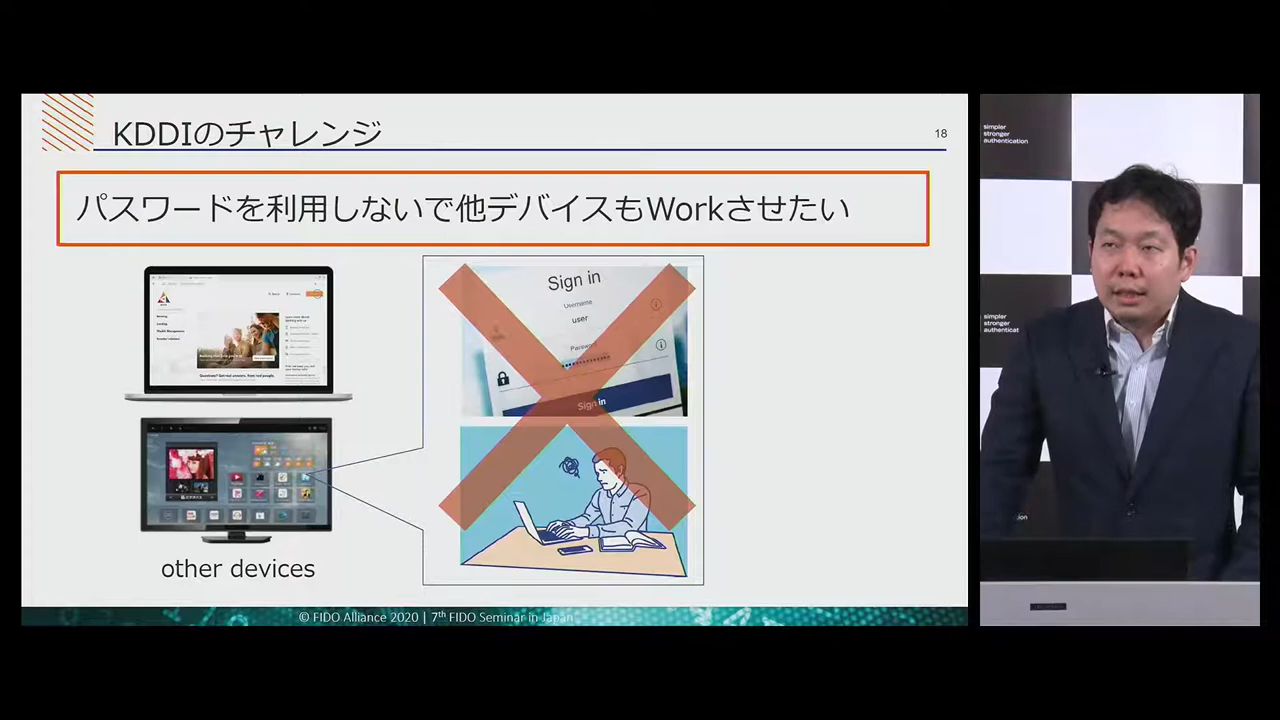 KDDIのチャレンジ
18
パスワードを利用しないで他デバイスもWorkさせたい
Sign in
Username
user
Password
Sign in
other devices
© FIDO Alliance 2020 | 7th FIDO Seminar in Japan
simpler
stronger
authentication
simpler
stronger
authenticat